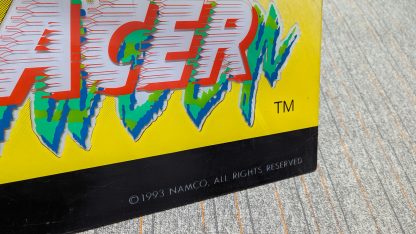 ACER
TM
©1993 NAMCO, ALL RIGHTS RESERVED